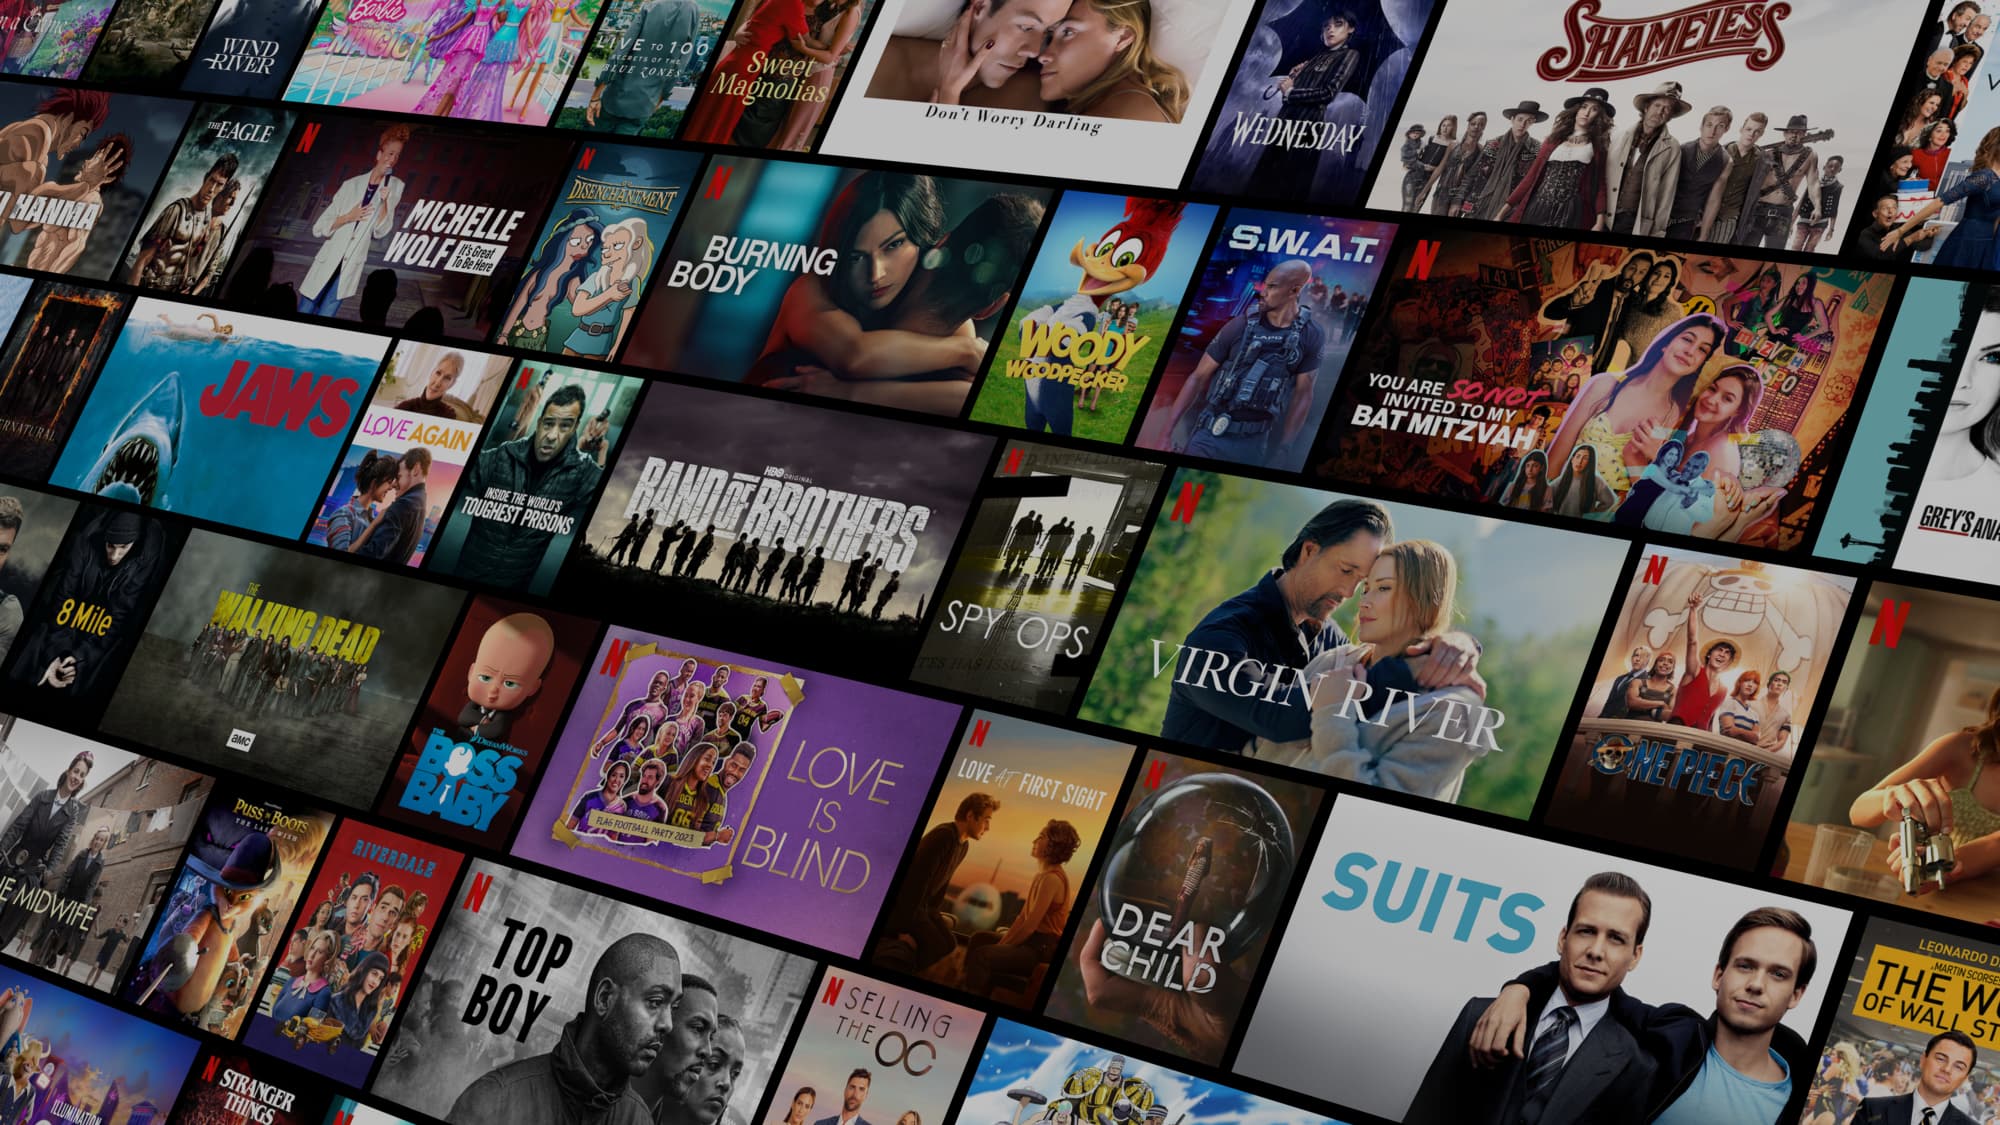 WIND
RIVER
Barbie
MAGIC
LIVE TO 100
SECRETS OF THE
BLUE ZONES
Sweet
Magnolias
Don't Worry Darling
WEDNESDAY
SHAMELESS
HANMA
THE EAGLE
N
MICHELLE
WOLF
It's Great
To Be Here
N
DISENCHANTMENT
N
BURNING
BODY
WOODY
WOODPECKER
S.W.A.T.
LAPD
N
YOU ARE SO NOT
INVITED TO MY
BAT MITZVAH
GREY'S ANA
RNATURAL
JAWS
LOVE AGAIN
N
INSIDE THE WORLD'S
TOUGHEST PRISONS
HBO ORIGINAL
BAND OF BROTHERS
N
SPY OPS
N
VIRGIN RIVER
N
ONE PIECE
N
8 Mile
THE
WALKING DEAD
AMC
THE
DREAMWORKS
BOSS
BABY
N
FLAG FOOTBALL PARTY 2023
LOVE
IS
BLIND
N
LOVE AT FIRST SIGHT
N
DEAR
CHILD
SUITS
LEONARDO D
MARTIN SCORSES
THE WO
OF WALL ST
E MIDWIFE
PUSS IN BOOTS
THE LAST WISH
RIVERDALE
N
TOP
BOY
N
SELLING
THE OC
ILLUMINATION
N
STRANGER
THINGS